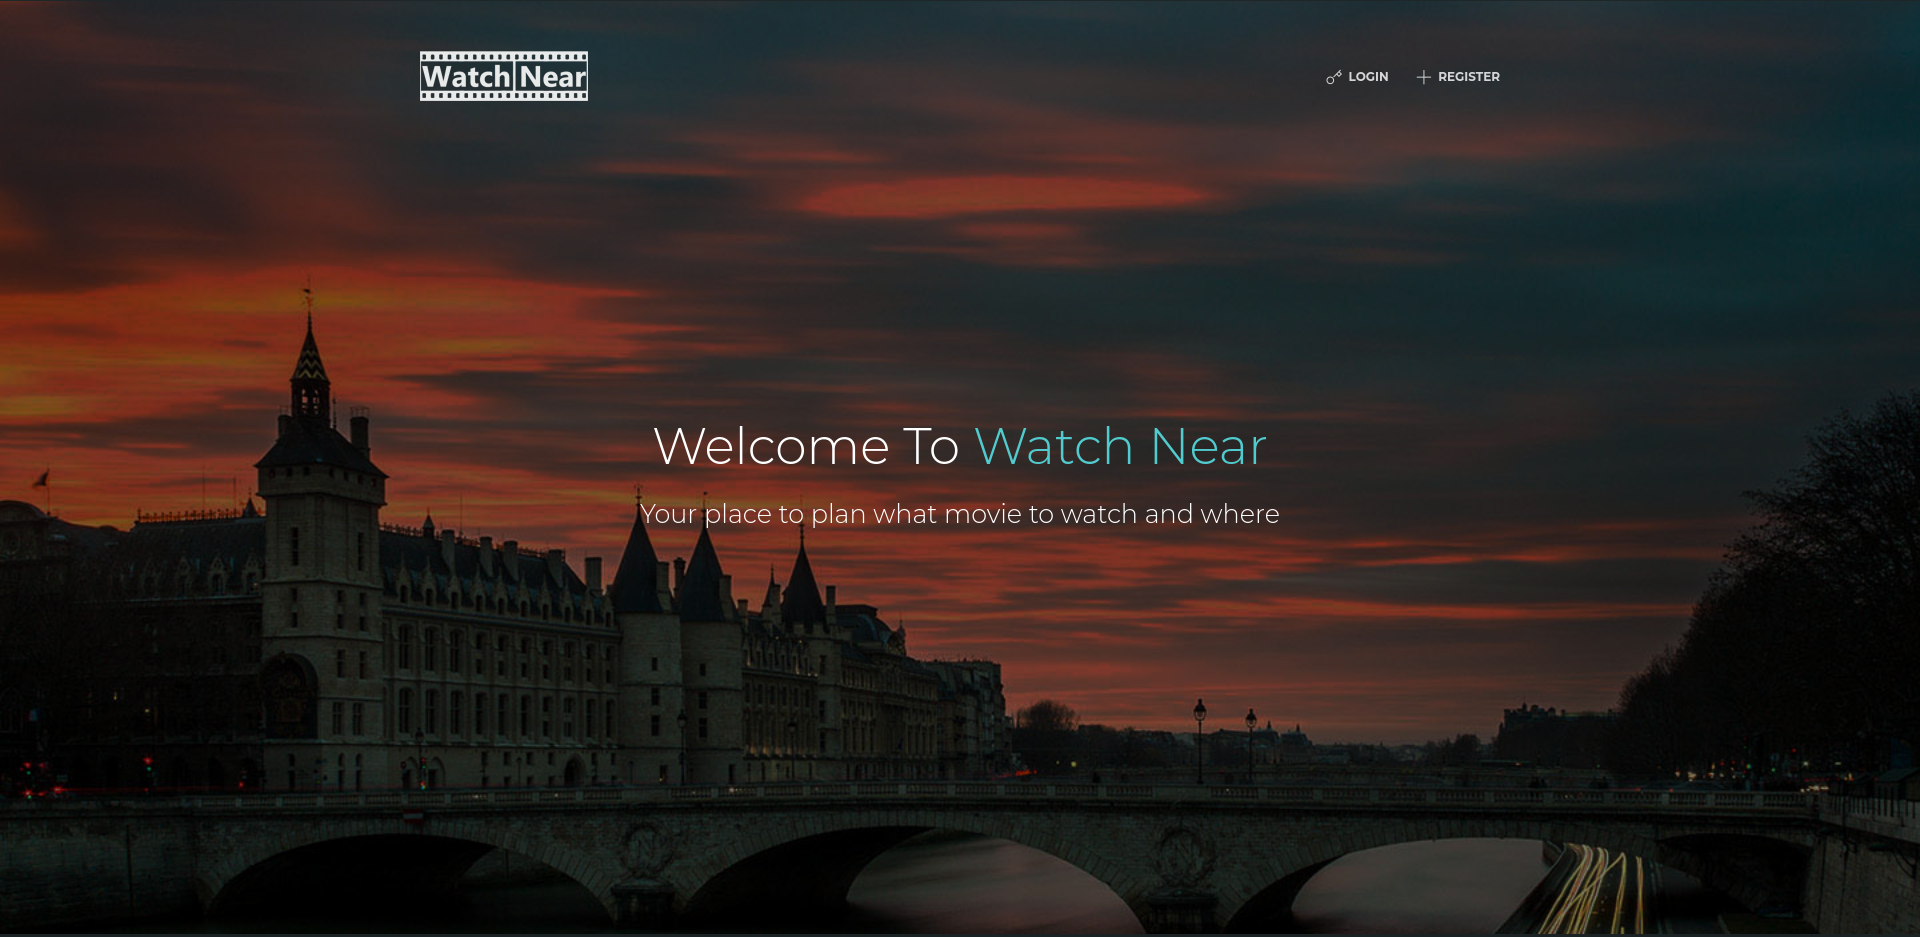 Watch Near
LOGIN
REGISTER
Welcome To Watch Near
Your place to plan what movie to watch and where